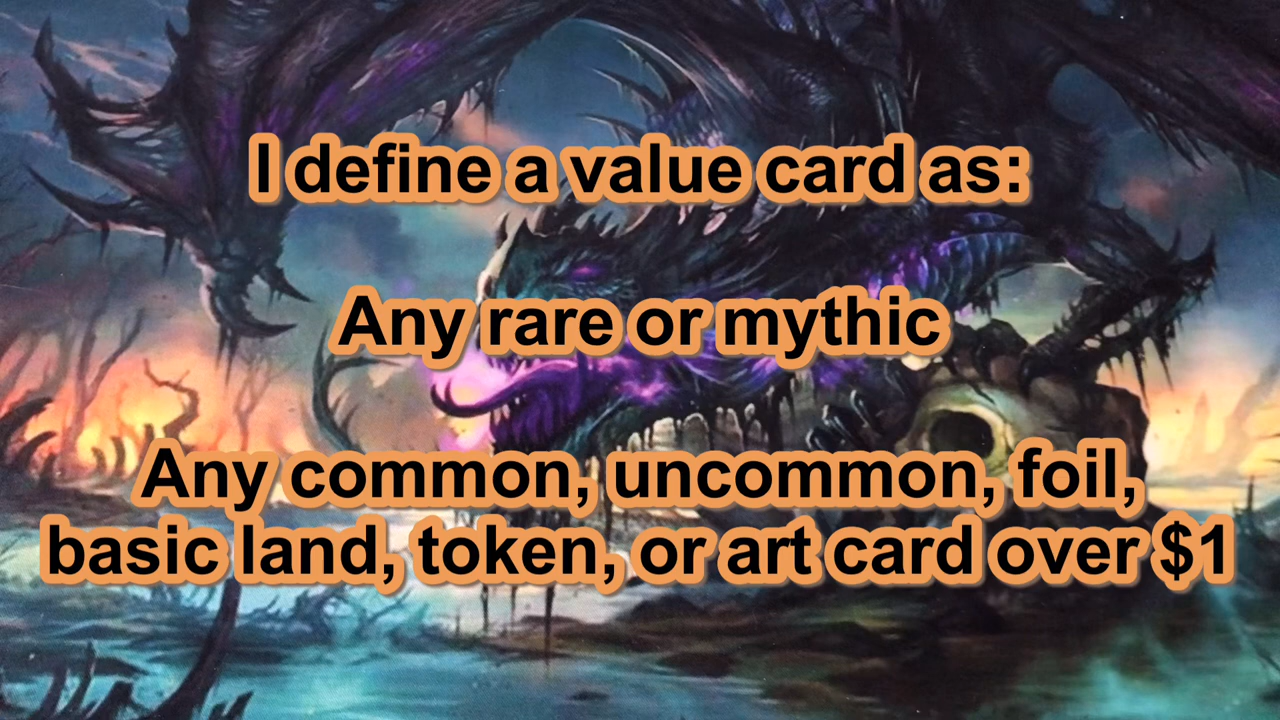 I define a value card as:
Any rare or mythic
Any common, uncommon, foil,
basic land, token, or art card over $1